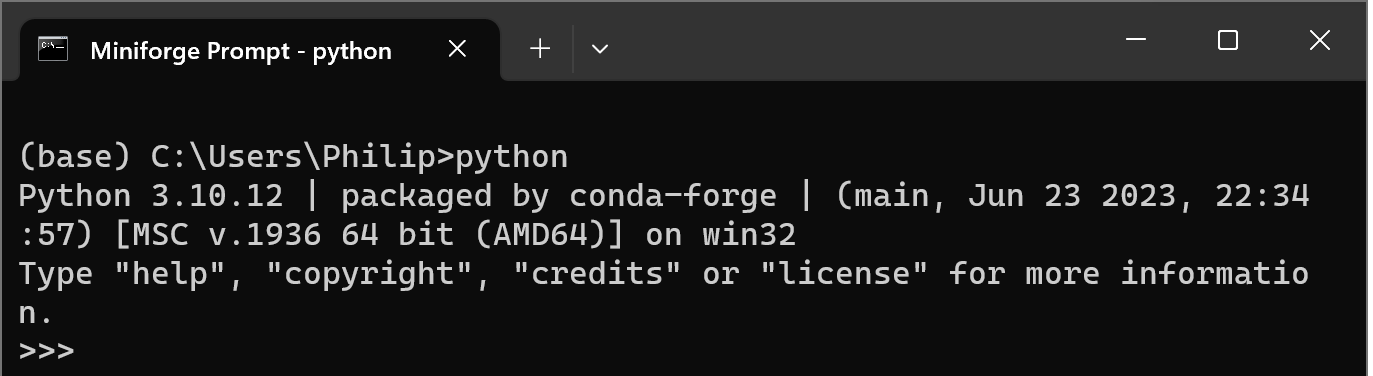 Miniforge Prompt - python
(base) C:\Users\Philip>python
Python 3.10.12 | packaged by conda-forge | (main, Jun 23 2023, 22:34
:57) [MSC v.1936 64 bit (AMD64)] on win32
Type "help", "copyright", "credits" or "license" for more informatio
n.
>>>